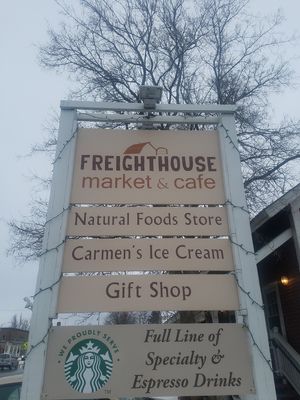 FREIGHTHOUSE
market & cafe
Natural Foods Store
Carmen's Ice Cream
Gift Shop
WE PROUDLY SERVE
Full Line of
Specialty &
Espresso Drinks